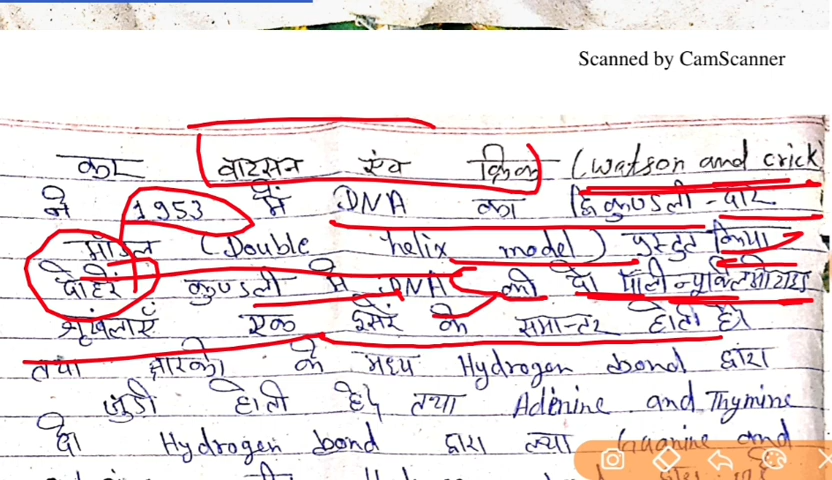 Scanned by CamScanner
कर वाटसन एंव क्रिक (Watson and crick)
ने 1953 में DNA का द्विकुण्डली-दार
मॉडल (Double helix model) प्रस्तुत किया
दोहरे कुण्डली में DNA की दो पॉलीन्यूक्लिओटाइड
श्रृंखलाएँ एक दूसरे के समान्तर होती है।
तथा क्षारको के मध्य Hydrogen bond द्वारा
जुडी होती है। तथा Adenine and Thymine
दो Hydrogen bond द्वारा तथा Guanine and